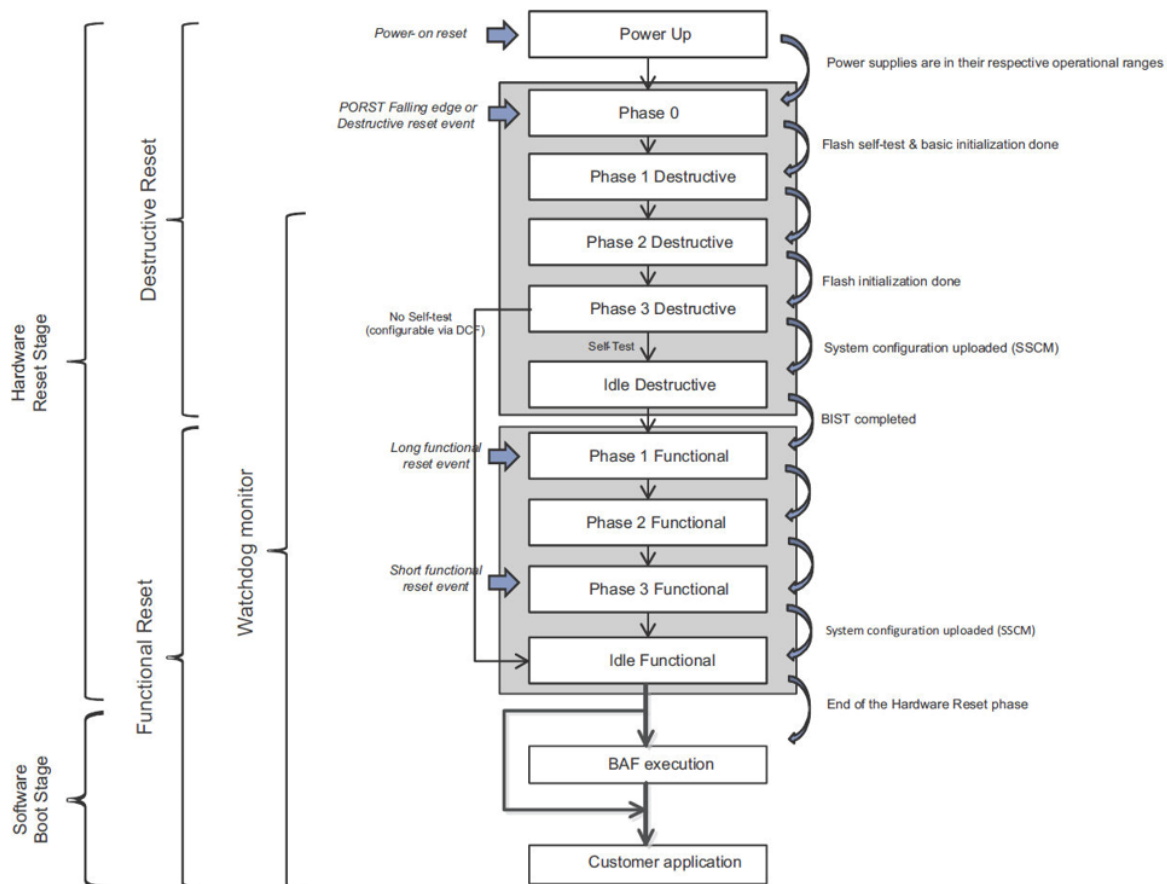 Power- on reset
Power Up
Power supplies are in their respective operational ranges
PORST Falling edge or
Destructive reset event
Phase 0
Flash self-test & basic initialization done
Phase 1 Destructive
Phase 2 Destructive
Flash initialization done
Phase 3 Destructive
No Self-test
(configurable via DCF)
Self-Test
System configuration uploaded (SSCM)
Idle Destructive
BIST completed
Long functional
reset event
Phase 1 Functional
Phase 2 Functional
Short functional
reset event
Phase 3 Functional
System configuration uploaded (SSCM)
Idle Functional
End of the Hardware Reset phase
BAF execution
Customer application
Hardware
Reset Stage
Software
Boot Stage
Destructive Reset
Functional Reset
Watchdog monitor